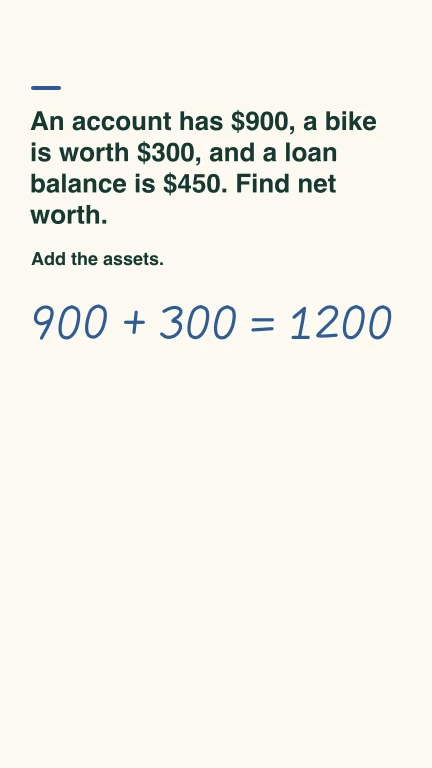 An account has $900, a bike
is worth $300, and a loan
balance is $450. Find net
worth.
Add the assets.
900 + 300 = 1200